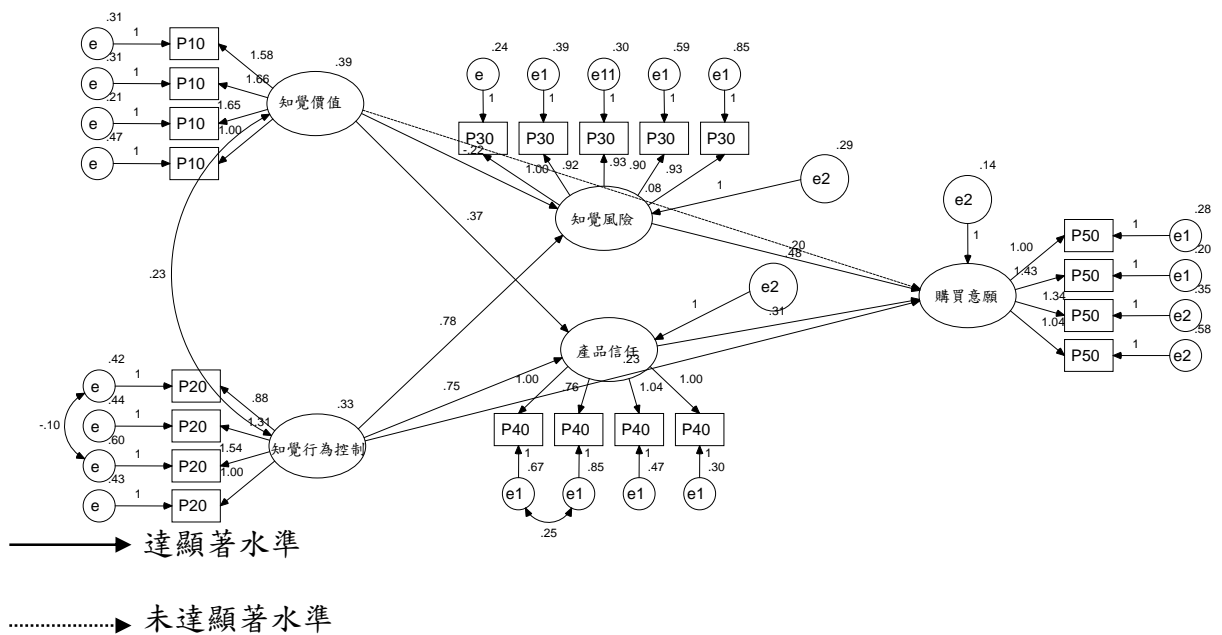 .31
1
e
P10
1.58
.31
1
e
P10
1.66
.21
1
e
P10
1.65
.47
1
e
P10
1.00
.39
知覺價值
.24
.39
.30
.59
.85
e
e1
e11
e1
e1
1
1
1
1
1
P30
P30
P30
P30
P30
-.22
1.00
.92
.93
.90
.93
.08
知覺風險
1
e2
.29
.14
e2
1
.37
.23
.78
.20
.48
購買意願
1.00
P50
1
e1
.28
1.43
P50
1
e1
.20
1.34
P50
1
e2
.35
1.04
P50
1
e2
.58
e2
1
.31
產品信任
.23
.75
1.00
.76
1.04
1.00
P40
P40
P40
P40
1
1
1
1
.67
.85
.47
.30
e1
e1
e1
e1
.25
.42
1
e
P20
.88
.44
1
e
P20
1.31
-.10
.60
1
e
P20
1.54
.43
1
e
P20
1.00
.33
知覺行為控制
達顯著水準
未達顯著水準